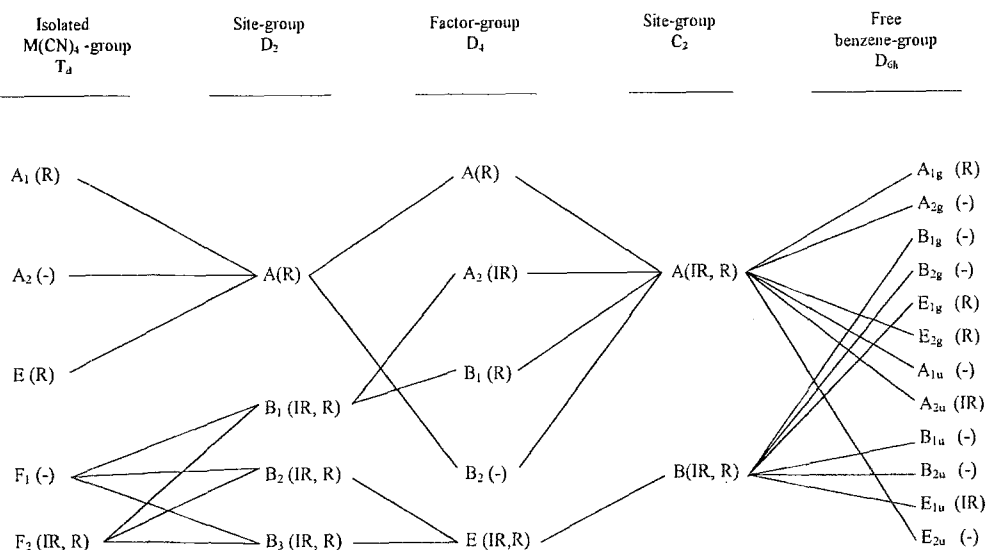 Isolated
M(CN)₄ -group
T_d
Site-group
D₂
Factor-group
D₄
Site-group
C₂
Free
benzene-group
D₆ₕ
A₁ (R)
A₂ (-)
E (R)
F₁ (-)
F₂ (IR, R)
A(R)
B₁ (IR, R)
B₂ (IR, R)
B₃ (IR, R)
A(R)
A₂ (IR)
B₁ (R)
B₂ (-)
E (IR,R)
A(IR, R)
B(IR, R)
A₁g (R)
A₂g (-)
B₁g (-)
B₂g (-)
E₁g (R)
E₂g (R)
A₁u (-)
A₂u (IR)
B₁u (-)
B₂u (-)
E₁u (IR)
E₂u (-)